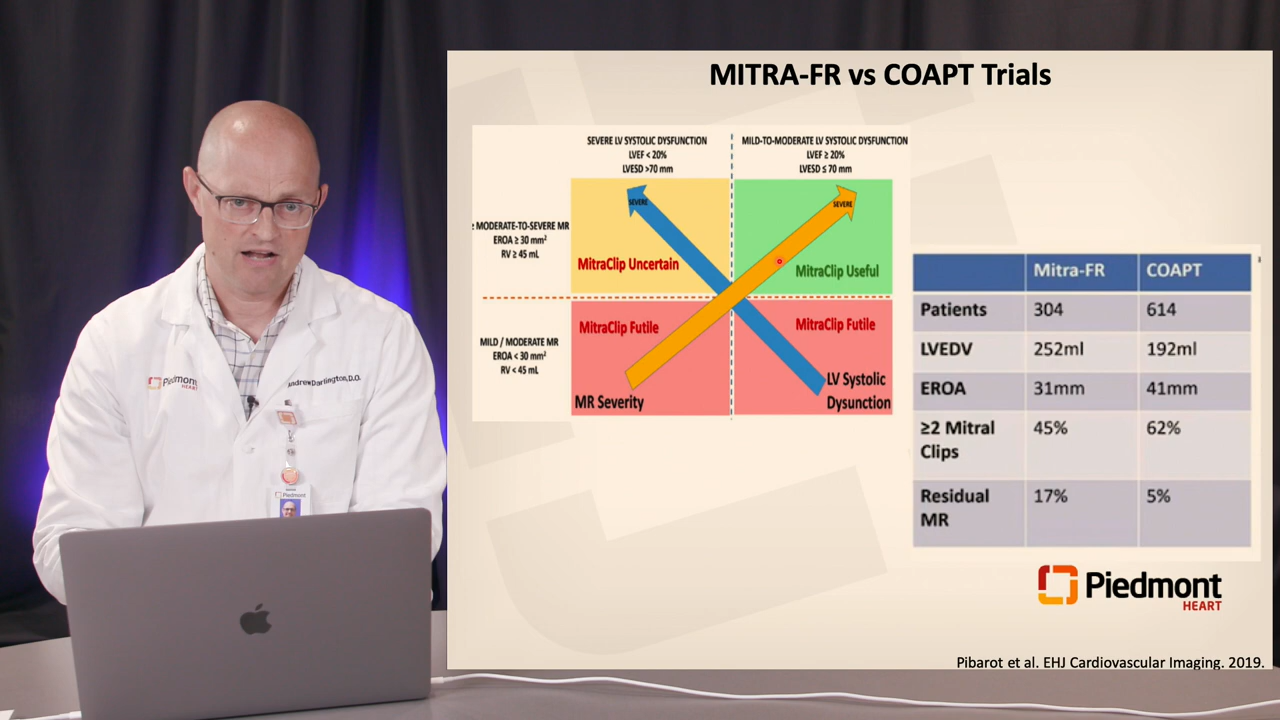 MITRA-FR vs COAPT Trials
SEVERE LV SYSTOLIC DYSFUNCTION
LVEF < 20%
LVESD >70 mm
MILD-TO-MODERATE LV SYSTOLIC DYSFUNCTION
LVEF ≥ 20%
LVESD ≤ 70 mm
≥ MODERATE-TO-SEVERE MR
EROA ≥ 30 mm²
RV ≥ 45 mL
SEVERE
SEVERE
MitraClip Uncertain
MitraClip Useful
MILD / MODERATE MR
EROA < 30 mm²
RV < 45 mL
MitraClip Futile
MitraClip Futile
MR Severity
LV Systolic
Dysunction
Mitra-FR COAPT
Patients 304 614
LVEDV 252ml 192ml
EROA 31mm 41mm
≥2 Mitral 45% 62%
Clips
Residual 17% 5%
MR
Piedmont
HEART
Pibarot et al. EHJ Cardiovascular Imaging. 2019.
Piedmont
HEART
AndrewDarlington,D.O.
Piedmont